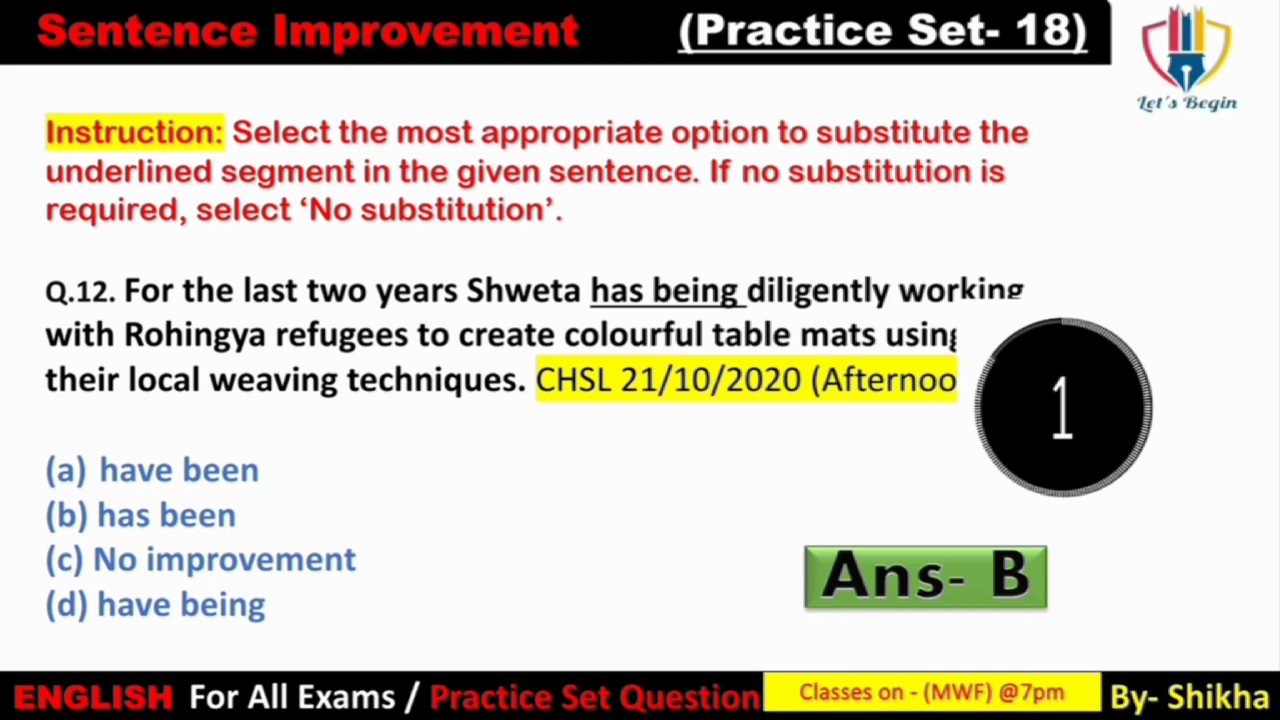 Sentence Improvement (Practice Set- 18)
Let's Begin
Instruction: Select the most appropriate option to substitute the
underlined segment in the given sentence. If no substitution is
required, select ‘No substitution’.
Q.12. For the last two years Shweta has being diligently working
with Rohingya refugees to create colourful table mats using
their local weaving techniques. CHSL 21/10/2020 (Afternoo
1
(a) have been
(b) has been
(c) No improvement
(d) have being
Ans- B
ENGLISH For All Exams / Practice Set Question Classes on - (MWF) @7pm By- Shikha